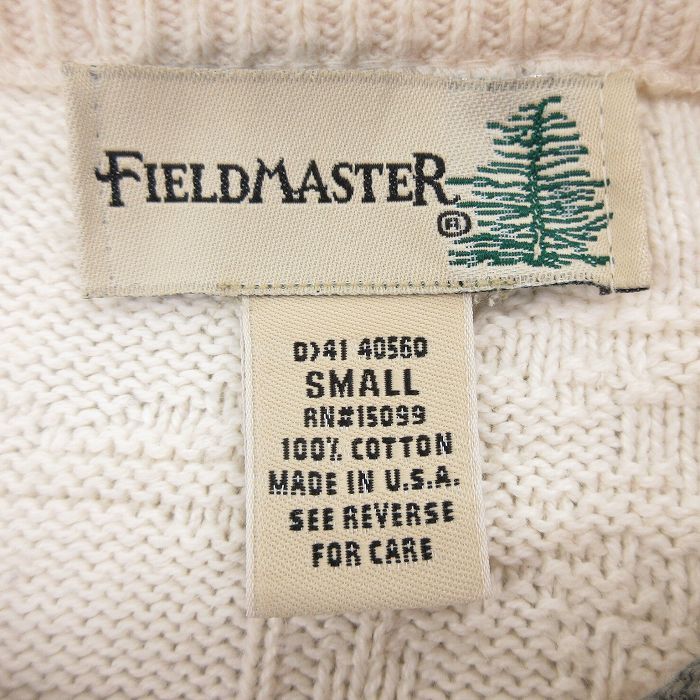 FIELDMASTER ®
D>41 40560
SMALL
RN#15099
100% COTTON
MADE IN U.S.A.
SEE REVERSE
FOR CARE